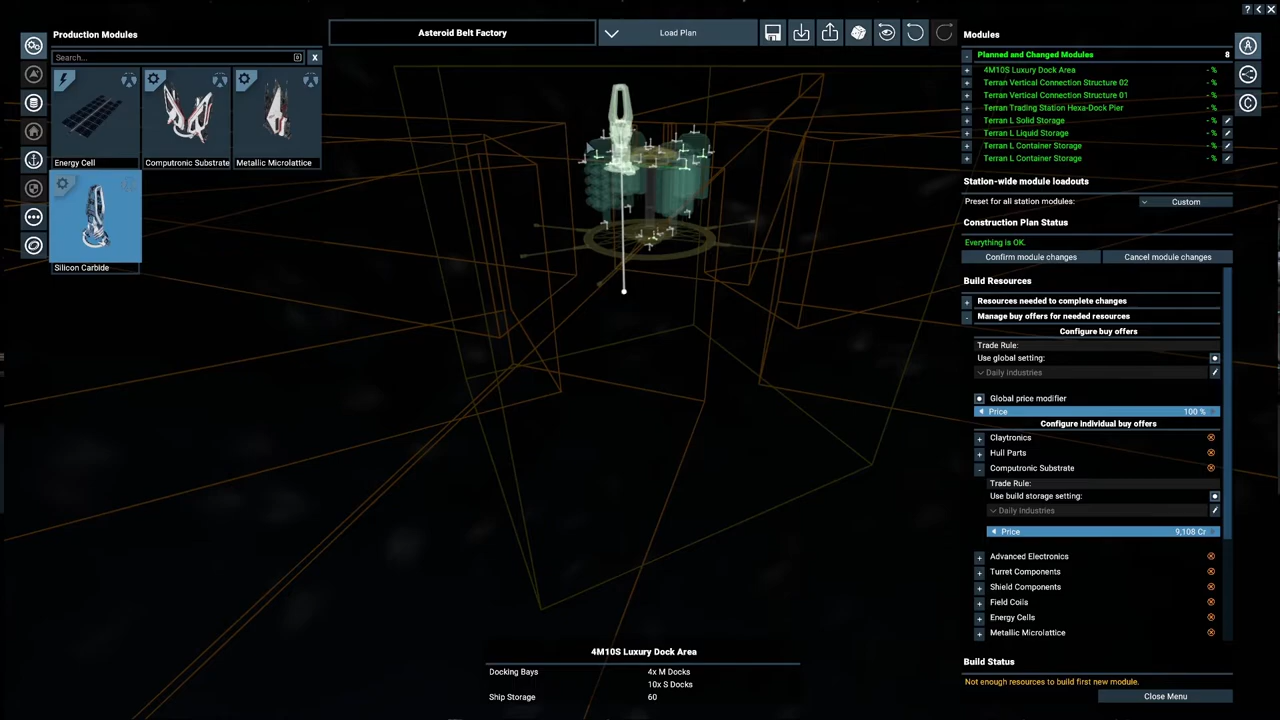 ?
Production Modules
Search...
X
Energy Cell
Computronic Substrate
Metallic Microlattice
Silicon Carbide
Asteroid Belt Factory
Load Plan
4M10S Luxury Dock Area
Docking Bays 4x M Docks
10x S Docks
Ship Storage 60
Modules
- Planned and Changed Modules 8
+ 4M10S Luxury Dock Area - %
+ Terran Vertical Connection Structure 02 - %
+ Terran Vertical Connection Structure 01 - %
+ Terran Trading Station Hexa-Dock Pier - %
+ Terran L Solid Storage - %
+ Terran L Liquid Storage - %
+ Terran L Container Storage - %
+ Terran L Container Storage - %
Station-wide module loadouts
Preset for all station modules: Custom
Construction Plan Status
Everything is OK.
Confirm module changes Cancel module changes
Build Resources
+ Resources needed to complete changes
- Manage buy offers for needed resources
Configure buy offers
Trade Rule:
Use global setting:
Daily Industries
Global price modifier
Price 100 %
Configure individual buy offers
+ Claytronics
+ Hull Parts
- Computronic Substrate
Trade Rule:
Use build storage setting:
Daily Industries
Price 9,108 Cr
+ Advanced Electronics
+ Turret Components
+ Shield Components
+ Field Coils
+ Energy Cells
+ Metallic Microlattice
Build Status
Not enough resources to build first new module.
Close Menu